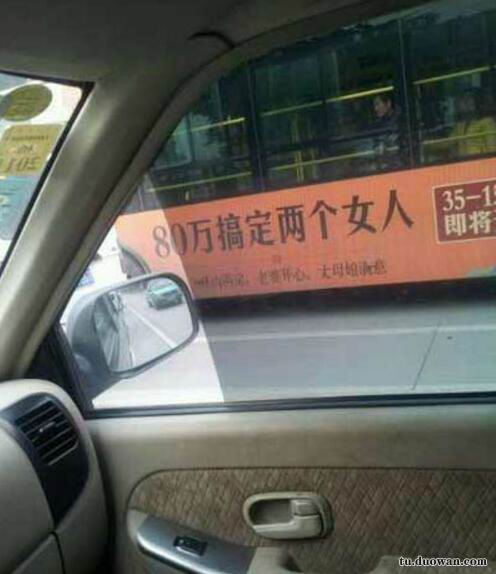 80万搞定两个女人
35-1
即将
老婆开心、丈母娘满意
tu.duowan.com